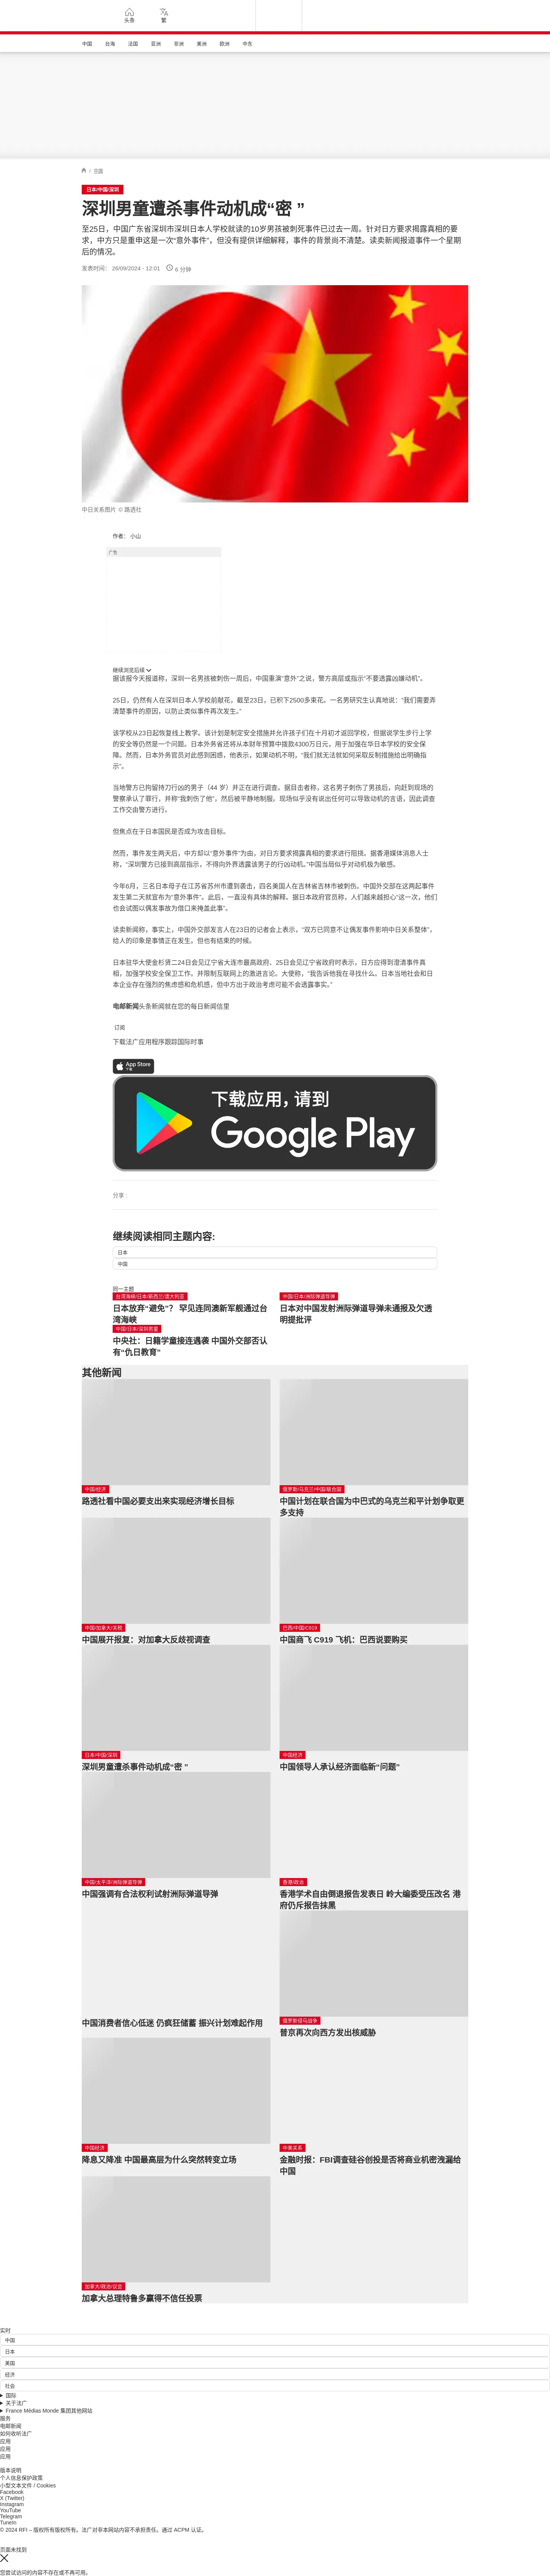 头条
繁
中国 台海 法国 亚洲 非洲 美洲 欧洲 中东
/ 中国
日本/中国/深圳
深圳男童遭杀事件动机成“密 ”
至25日，中国广东省深圳市深圳日本人学校就读的10岁男孩被刺死事件已过去一周。针对日方要求揭露真相的要
求，中方只是重申这是一次“意外事件”，但没有提供详细解释，事件的背景尚不清楚。读卖新闻报道事件一个星期
后的情况。
发表时间： 26/09/2024 - 12:01 6 分钟
中日关系图片 © 路透社
作者： 小山
广告
继续浏览后续
据该报今天报道称，深圳一名男孩被刺伤一周后，中国重演“意外”之说，警方高层或指示“不要透露凶嫌动机”。
25日，仍然有人在深圳日本人学校前献花，截至23日，已积下2500多束花。一名男研究生认真地说：“我们需要弄
清楚事件的原因，以防止类似事件再次发生。”
该学校从23日起恢复线上教学。该计划是制定安全措施并允许孩子们在十月初才返回学校，但据说学生步行上学
的安全等仍然是一个问题。日本外务省还将从本财年预算中拨款4300万日元，用于加强在华日本学校的安全保
障。然而，日本外务官员对此感到困惑，他表示，如果动机不明，“我们就无法就如何采取反制措施给出明确指
示”。
当地警方已拘留持刀行凶的男子（44 岁）并正在进行调查。据目击者称，这名男子刺伤了男孩后，向赶到现场的
警察承认了罪行，并称“我刺伤了他”，然后被平静地制服。现场似乎没有说出任何可以导致动机的言语，因此调查
工作交由警方进行。
但焦点在于日本国民是否成为攻击目标。
然而，事件发生两天后，中方却以“意外事件”为由，对日方要求揭露真相的要求进行阻挠。据香港媒体消息人士
称，“深圳警方已接到高层指示，不得向外界透露该男子的行凶动机。”中国当局似乎对动机极为敏感。
今年6月，三名日本母子在江苏省苏州市遭到袭击，四名美国人在吉林省吉林市被刺伤。中国外交部在这两起事件
发生第二天就宣布为“意外事件”。此后，一直没有具体的解释。据日本政府官员称，人们越来越担心“这一次，他们
也会试图以偶发事故为借口来掩盖此事”。
读卖新闻称，事实上，中国外交部发言人在23日的记者会上表示，“双方已同意不让偶发事件影响中日关系整体”，
给人的印象是事情正在发生。但也有结束的时候。
日本驻华大使金杉贤二24日会见辽宁省大连市最高政府、25日会见辽宁省政府时表示，日方应得到澄清事件真
相，加强学校安全保卫工作。并限制互联网上的激进言论。大使称，“我告诉他我在寻找什么。日本当地社会和日
本企业存在强烈的焦虑感和危机感，但中方出于政治考虑可能不会透露事实。”
电邮新闻头条新闻就在您的每日新闻信里
订阅
下载法广应用程序跟踪国际时事
App Store
下载
下载应用，请到
Google Play
分享 :
继续阅读相同主题内容:
日本
中国
同一主题
台湾海峡/日本/新西兰/澳大利亚
日本放弃“避免”？ 罕见连同澳新军舰通过台
湾海峡
中国/日本/洲际弹道导弹
日本对中国发射洲际弹道导弹未通报及欠透
明提批评
中国/日本/深圳男童
中央社：日籍学童接连遇袭 中国外交部否认
有“仇日教育”
其他新闻
中国/经济
路透社看中国必要支出来实现经济增长目标
俄罗斯/乌克兰/中国/联合国
中国计划在联合国为中巴式的乌克兰和平计划争取更
多支持
中国/加拿大/关税
中国展开报复：对加拿大反歧视调查
巴西/中国/C919
中国商飞 C919 飞机：巴西说要购买
日本/中国/深圳
深圳男童遭杀事件动机成“密 ”
中国经济
中国领导人承认经济面临新“问题”
中国/太平洋/洲际弹道导弹
中国强调有合法权利试射洲际弹道导弹
香港/政治
香港学术自由倒退报告发表日 岭大编委受压改名 港
府仍斥报告抹黑
中国消费者信心低迷 仍疯狂储蓄 振兴计划难起作用
俄罗斯侵乌战争
普京再次向西方发出核威胁
中国经济
降息又降准 中国最高层为什么突然转变立场
中美关系
金融时报：FBI调查硅谷创投是否将商业机密洩漏给
中国
加拿大/政治/议会
加拿大总理特鲁多赢得不信任投票
实时
中国
日本
美国
经济
社会
国际
关于法广
France Médias Monde 集团其他网站
服务
电邮新闻
如何收听法广
应用
应用
应用
版本说明
个人信息保护政策
小型文本文件 / Cookies
Facebook
X (Twitter)
Instagram
YouTube
Telegram
TuneIn
© 2024 RFI – 版权所有版权所有。法广对非本网站内容不承担责任。通过 ACPM 认证。
页面未找到
您尝试访问的内容不存在或不再可用。